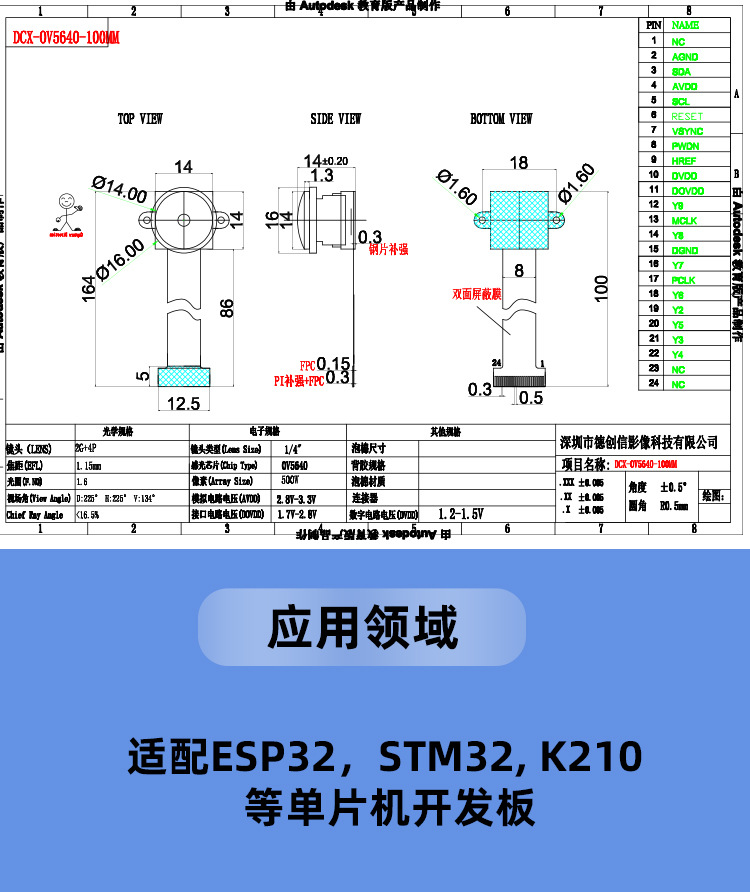 由 Autodesk 教育版产品制作
1 2 3 4 5 6 7 8
DCX-OV5640-100MM
TOP VIEW
SIDE VIEW
BOTTOM VIEW
PIN NAME
1 NC
2 AGND
3 SDA
4 AVDD
5 SCL
6 RESET
7 VSYNC
8 PWDN
9 HREF
10 DVDD
11 DOVDD
12 Y9
13 MCLK
14 Y8
15 DGND
16 Y7
17 PCLK
18 Y6
19 Y2
20 Y5
21 Y3
22 Y4
23 NC
24 NC
A
B
由 Autodesk 教育版产品制作
14
Ø14.00
14
Ø16.00
164
86
5
12.5
14±0.20
1.3
16
14
0.3
钢片补强
FPC 0.15
PI补强+FPC 0.3
18
Ø1.60
Ø1.60
8
双面屏蔽膜
100
24
1
0.3
0.5
光学规格
电子规格
其他规格
镜头 (LENS) 2G+4P
镜头类型(Lens Size) 1/4"
泡棉尺寸
焦距(EFL) 1.15mm
感光芯片(Chip Type) OV5640
背胶规格
光圈(F.NO) 1.6
像素(Array Size) 500W
泡棉材质
视场角(View Angle) D:225° H:225° V:134°
模拟电路电压(AVDD) 2.8V-3.3V
连接器
Chief Ray Angle <16.5%
接口电路电压(DOVDD) 1.7V-2.8V
数字电路电压(DVDD) 1.2-1.5V
深圳市德创信影像科技有限公司
项目名称: DCX-OV5640-100MM
.XXX ±0.005
.XX ±0.005
.X ±0.005
角度 ±0.5°
圆角 R0.5mm
绘图:
1 2 3 4 5 6 7 8
由 Autodesk 教育版产品制作
应用领域
适配ESP32，STM32, K210
等单片机开发板